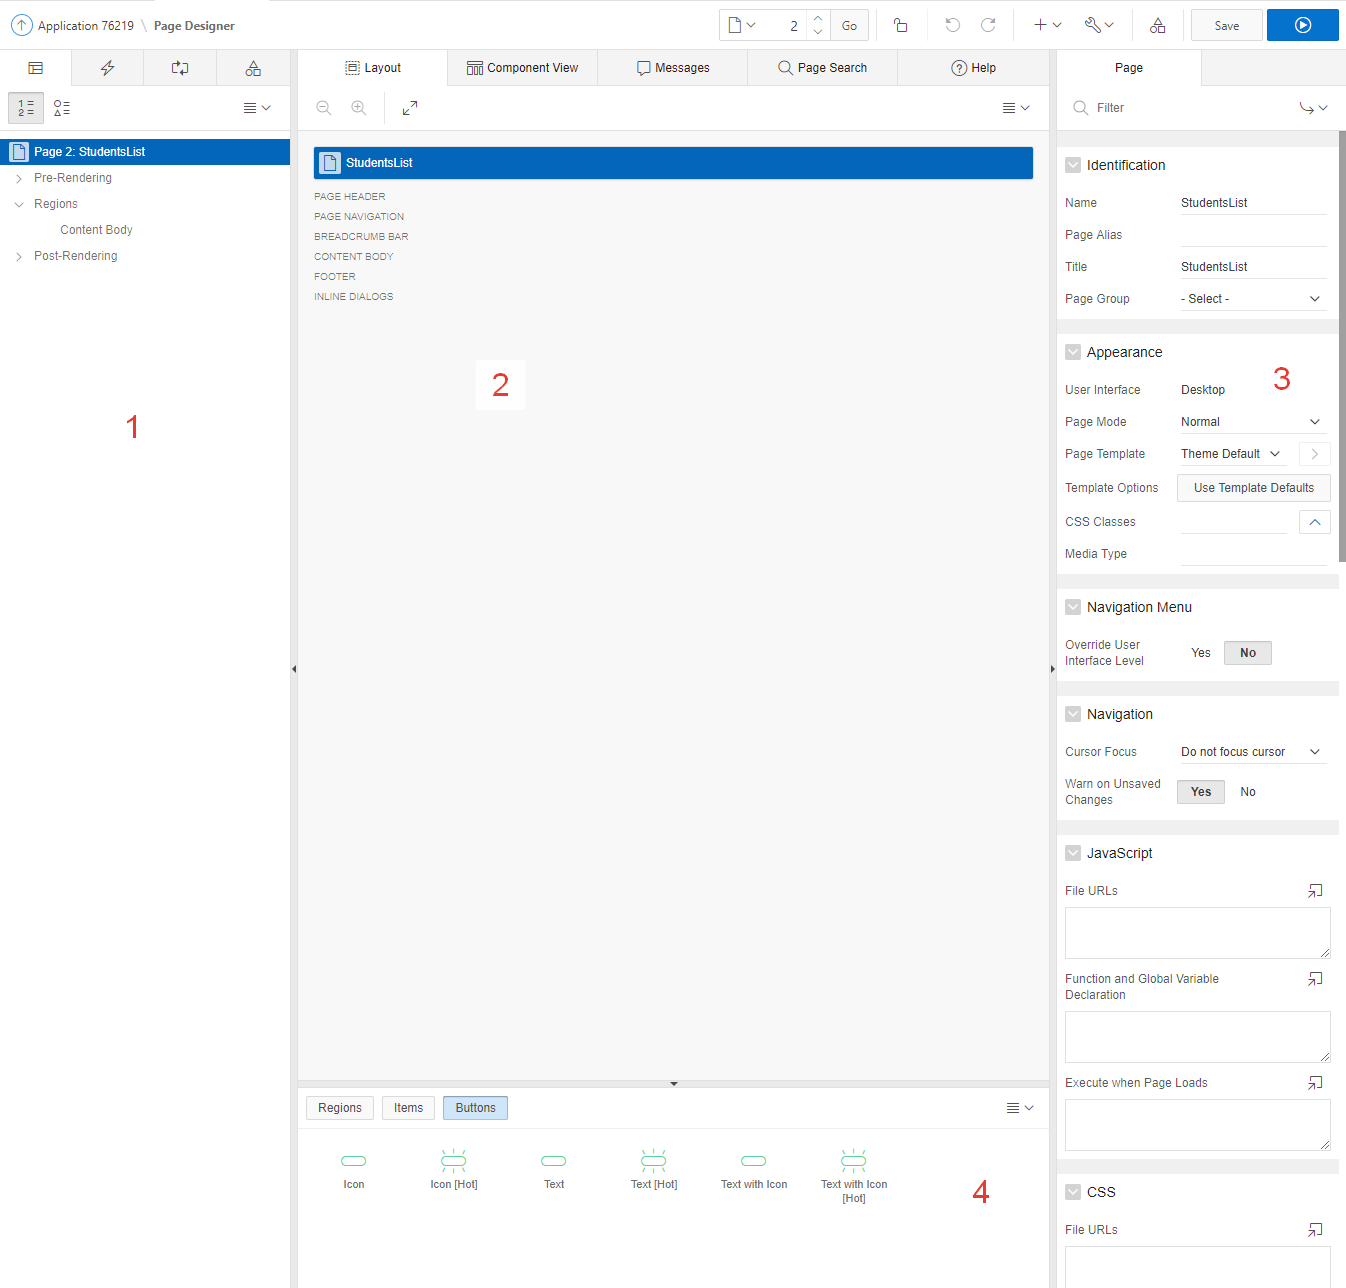 Application 76219 \ Page Designer
2
Go
Save
Layout
Component View
Messages
Page Search
Help
Page
Filter
Page 2: StudentsList
Pre-Rendering
Regions
Content Body
Post-Rendering
1
StudentsList
PAGE HEADER
PAGE NAVIGATION
BREADCRUMB BAR
CONTENT BODY
FOOTER
INLINE DIALOGS
2
Regions
Items
Buttons
Icon
Icon [Hot]
Text
Text [Hot]
Text with Icon
Text with Icon
[Hot]
4
Identification
Name StudentsList
Page Alias
Title StudentsList
Page Group - Select -
Appearance
3
User Interface Desktop
Page Mode Normal
Page Template Theme Default
Template Options Use Template Defaults
CSS Classes
Media Type
Navigation Menu
Override User
Interface Level
Yes No
Navigation
Cursor Focus Do not focus cursor
Warn on Unsaved
Changes
Yes No
JavaScript
File URLs
Function and Global Variable
Declaration
Execute when Page Loads
CSS
File URLs